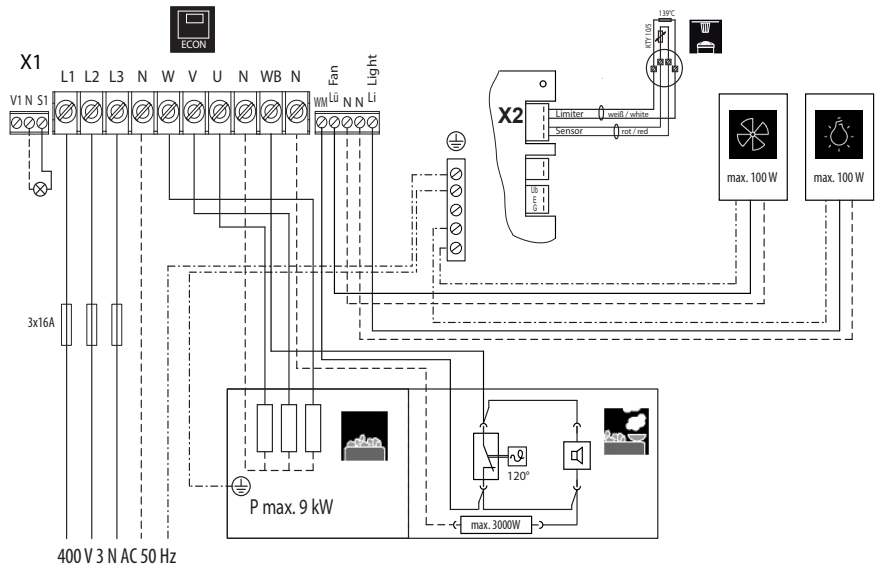 ECON
139°C
KTY 10/5
X1
L1 L2 L3 N W V U N WB N
V1 N S1
WM Lü Fan N N Li Light
X2
Limiter weiß / white
Sensor rot / red
Ub
E
G
max. 100 W
max. 100 W
3x16A
120°
P max. 9 kW
max. 3000W
400 V 3 N AC 50 Hz